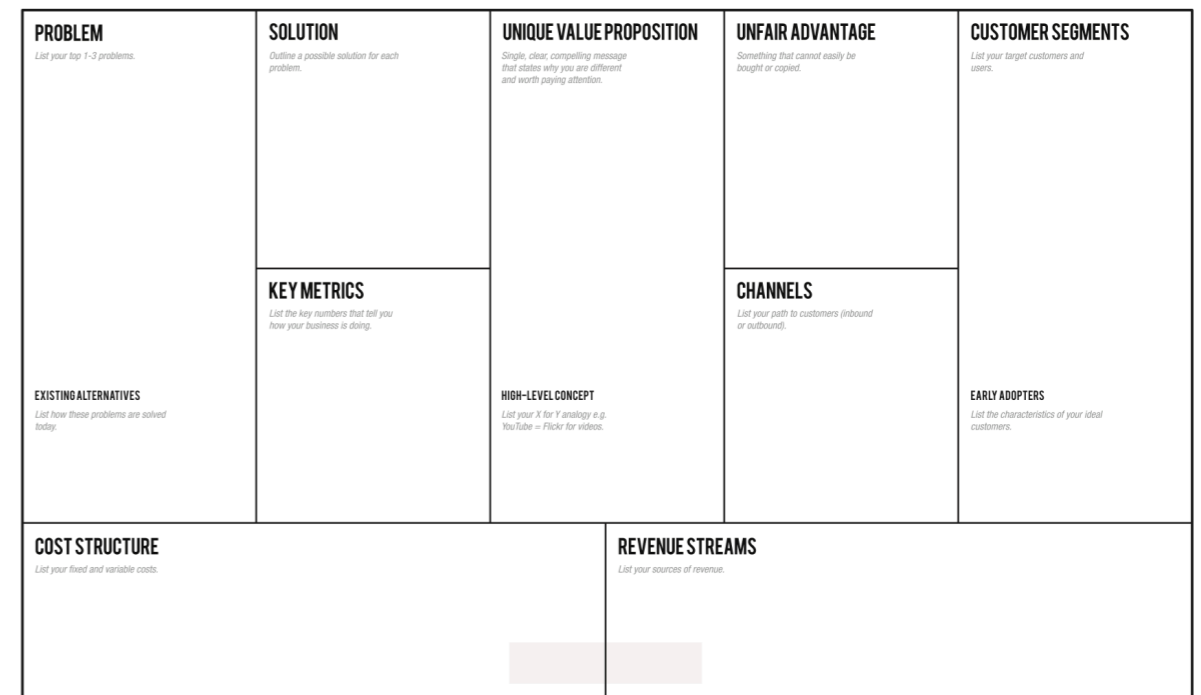 PROBLEM
List your top 1-3 problems.
EXISTING ALTERNATIVES
List how these problems are solved
today.
SOLUTION
Outline a possible solution for each
problem.
KEY METRICS
List the key numbers that tell you
how your business is doing.
UNIQUE VALUE PROPOSITION
Single, clear, compelling message
that states why you are different
and worth paying attention.
HIGH-LEVEL CONCEPT
List your X for Y analogy e.g.
YouTube = Flickr for videos.
UNFAIR ADVANTAGE
Something that cannot easily be
bought or copied.
CHANNELS
List your path to customers (inbound
or outbound).
CUSTOMER SEGMENTS
List your target customers and
users.
EARLY ADOPTERS
List the characteristics of your ideal
customers.
COST STRUCTURE
List your fixed and variable costs.
REVENUE STREAMS
List your sources of revenue.